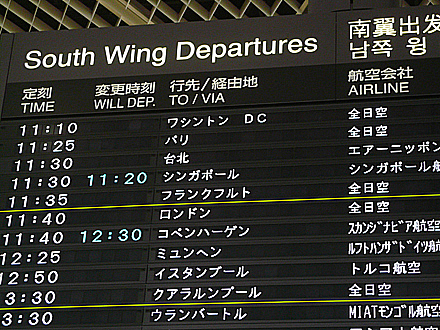 South Wing Departures 南翼出发
남쪽 윙
定刻 変更時刻 行先/経由地 航空会社
TIME WILL DEP. TO / VIA AIRLINE
11:10 ワシントン DC 全日空
11:25 パリ 全日空
11:30 台北 エアーニッポン
11:30 11:20 シンガポール シンガポール航
11:35 フランクフルト 全日空
11:40 ロンドン 全日空
11:40 12:30 コペンハーゲン スカンジナビア航空
12:25 ミュンヘン ルフトハンザドイツ航
12:50 イスタンブール トルコ航空
3:30 クアラルンプール 全日空
3:30 ウランバートル MIATモンゴル航空